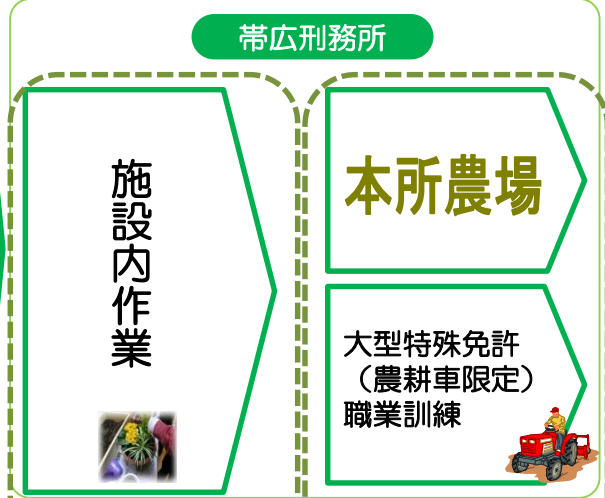 帯広刑務所
施設内作業
本所農場
大型特殊免許
（農耕車限定）
職業訓練